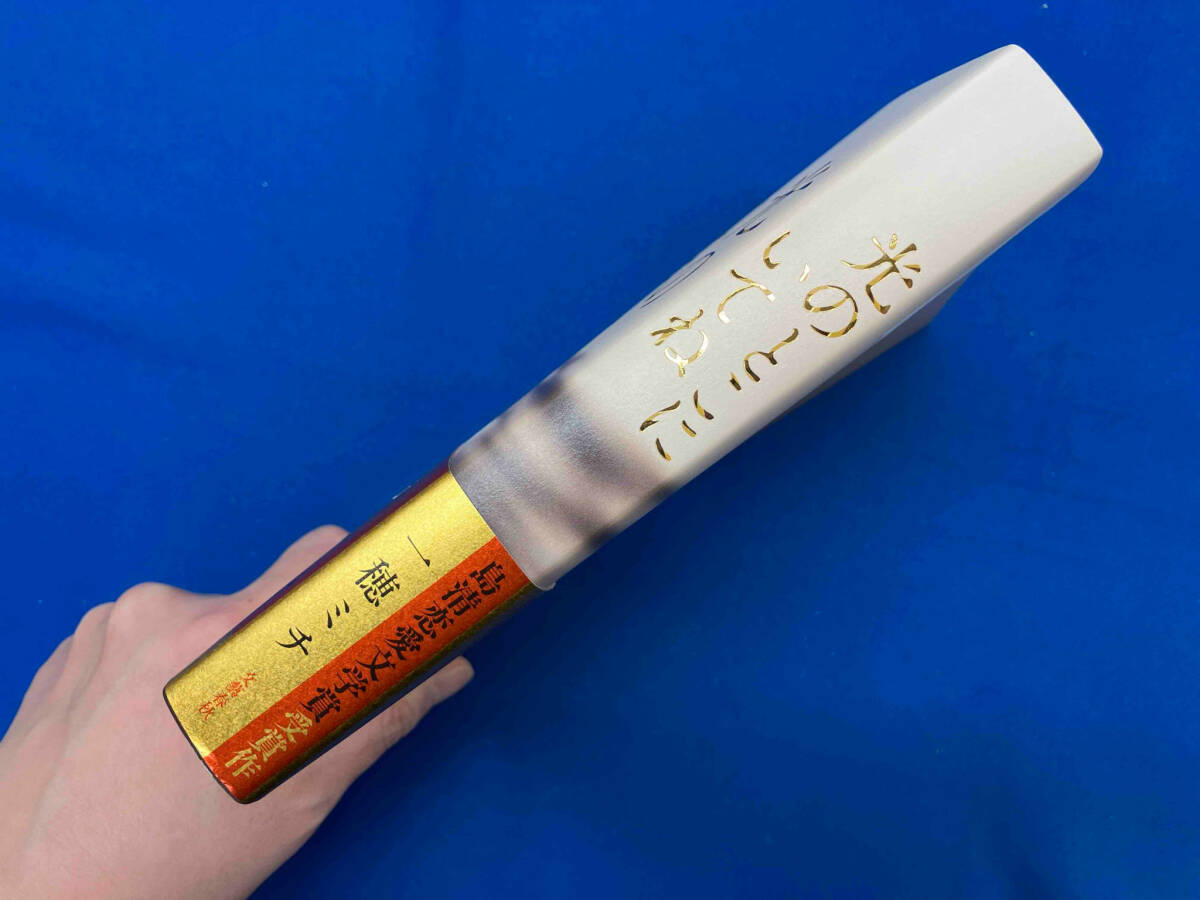 光のとこに
いてね
島清恋愛文学賞 受賞作
一穂ミチ
文藝春秋